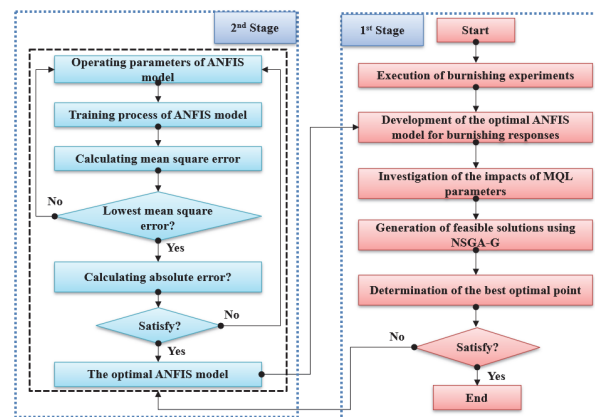 2nd Stage
Operating parameters of ANFIS
model
Training process of ANFIS model
Calculating mean square error
No
Lowest mean square
error?
Yes
Calculating absolute error?
No
Satisfy?
Yes
The optimal ANFIS model
1st Stage
Start
Execution of burnishing experiments
Development of the optimal ANFIS
model for burnishing responses
Investigation of the impacts of MQL
parameters
Generation of feasible solutions using
NSGA-G
Determination of the best optimal point
No
Satisfy?
Yes
End